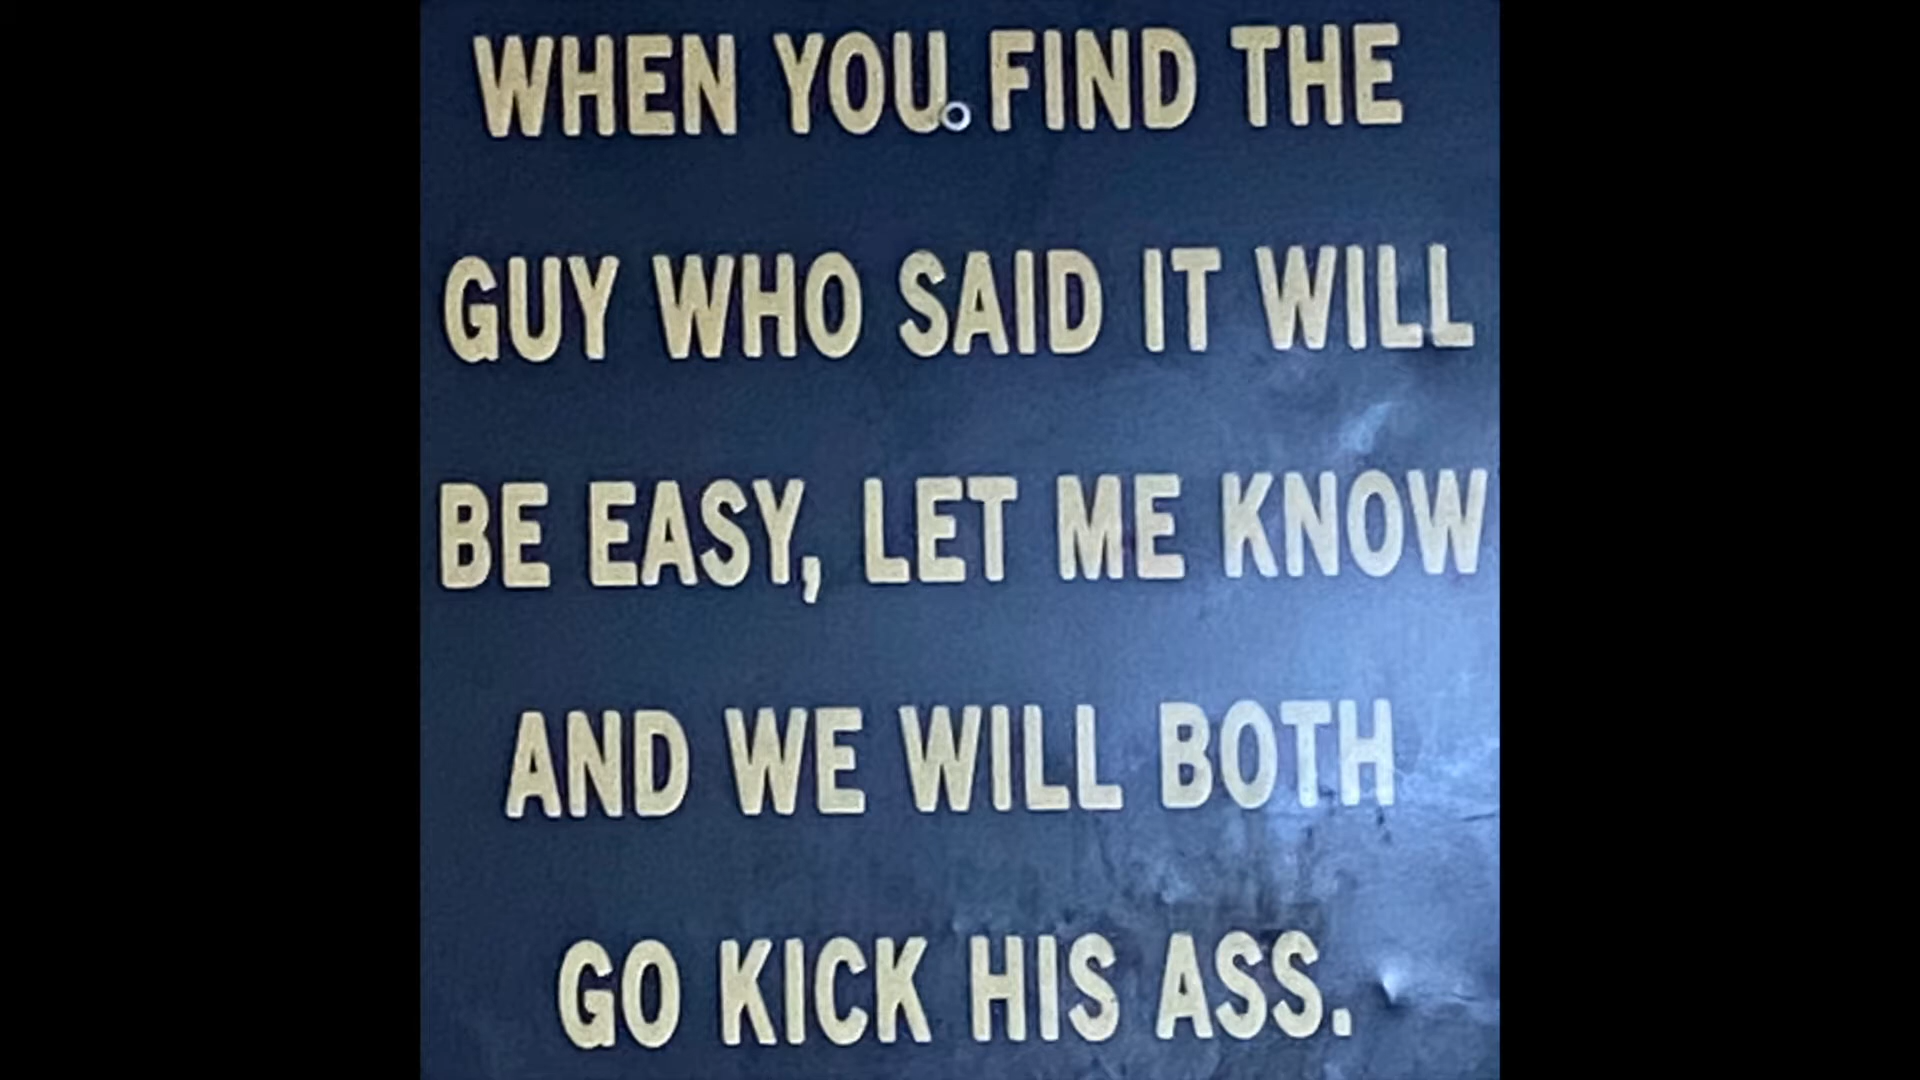 WHEN YOU FIND THE
GUY WHO SAID IT WILL
BE EASY, LET ME KNOW
AND WE WILL BOTH
GO KICK HIS ASS.